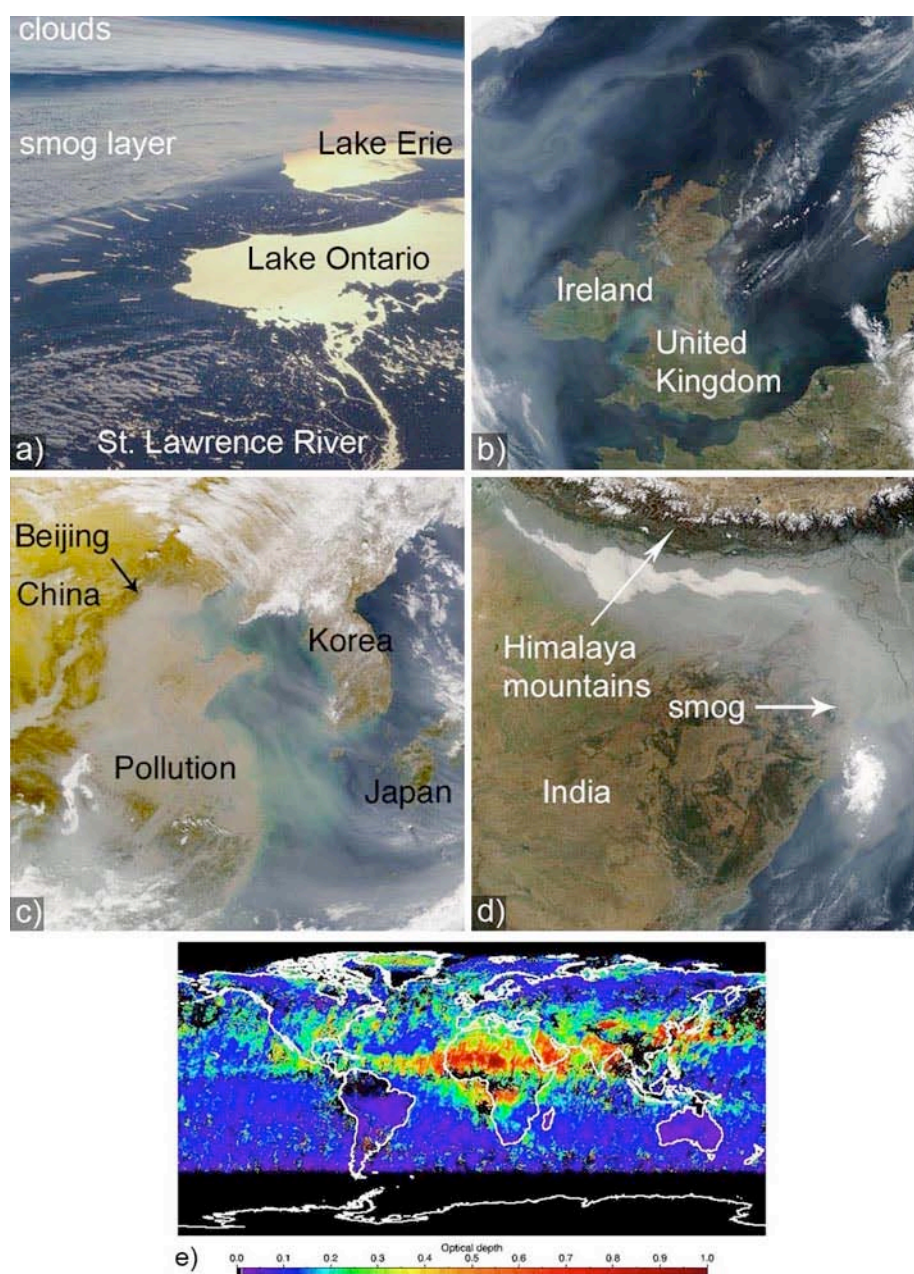 clouds
smog layer
Lake Erie
Lake Ontario
St. Lawrence River
a)
Ireland
United
Kingdom
b)
Beijing
China
Korea
Pollution
Japan
c)
Himalaya
mountains
smog
India
d)
Optical depth
e)
0.0 0.1 0.2 0.3 0.4 0.5 0.6 0.7 0.8 0.9 1.0